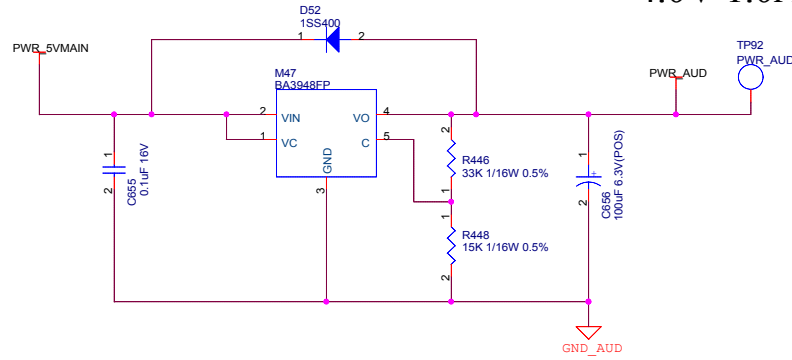 D52
1SS400
1
2
PWR_5VMAIN
TP92
PWR_AUD
PWR_AUD
M47
BA3948FP
2
VIN
VO
4
1
VC
C
5
GND
3
1
2
C655
0.1uF 16V
2
R446
33K 1/16W 0.5%
1
1
R448
15K 1/16W 0.5%
2
1
+
2
C656
100uF 6.3V(POS)
GND_AUD